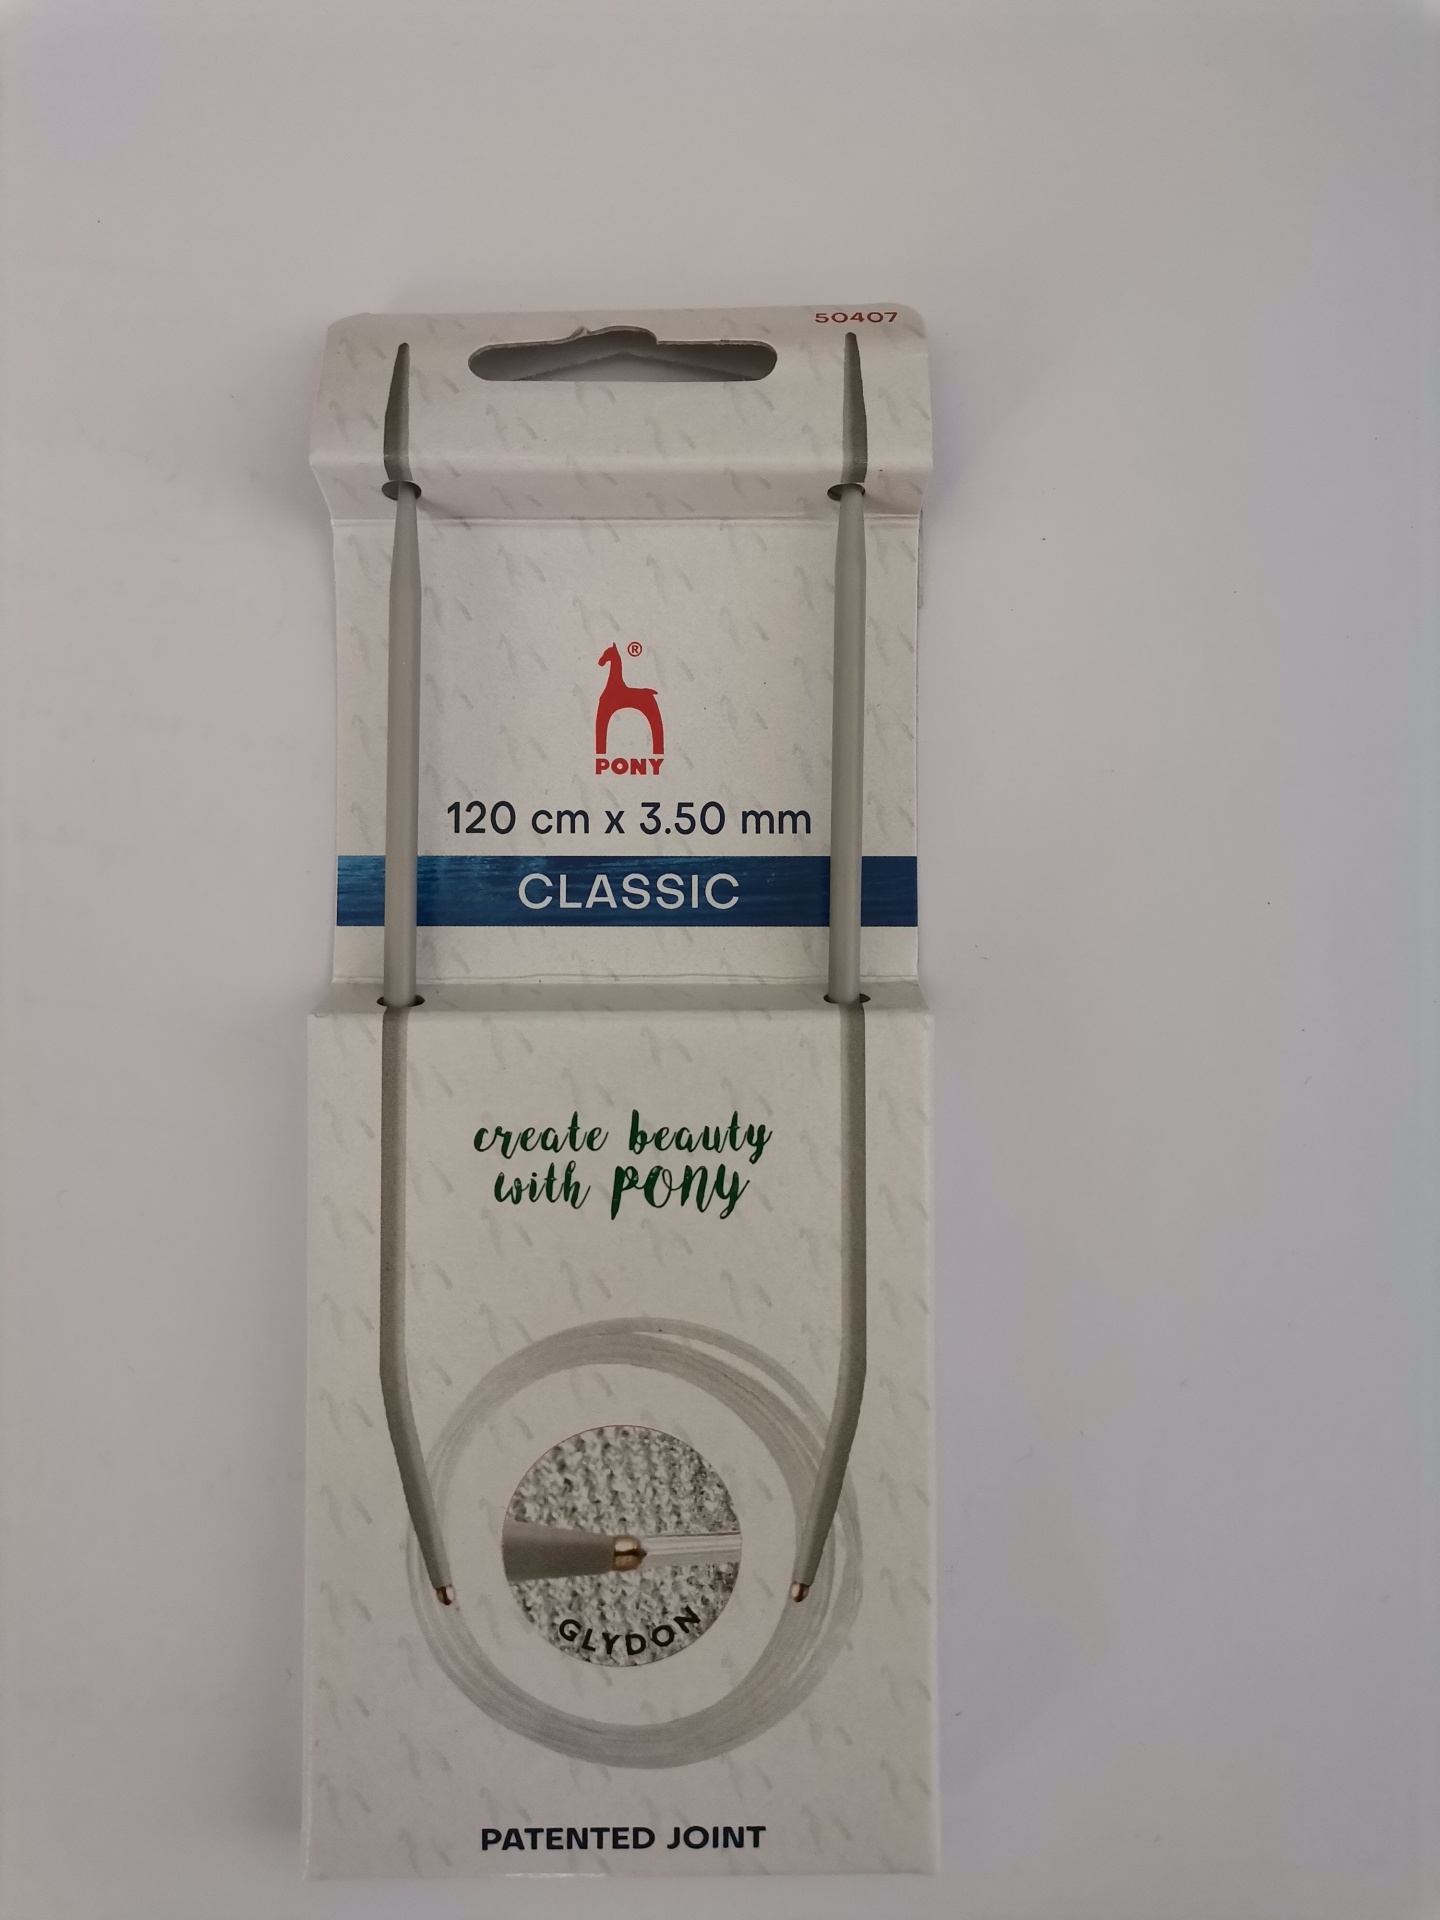 50407
®
PONY
120 cm x 3.50 mm
CLASSIC
create beauty
with PONY
GLYDON
PATENTED JOINT